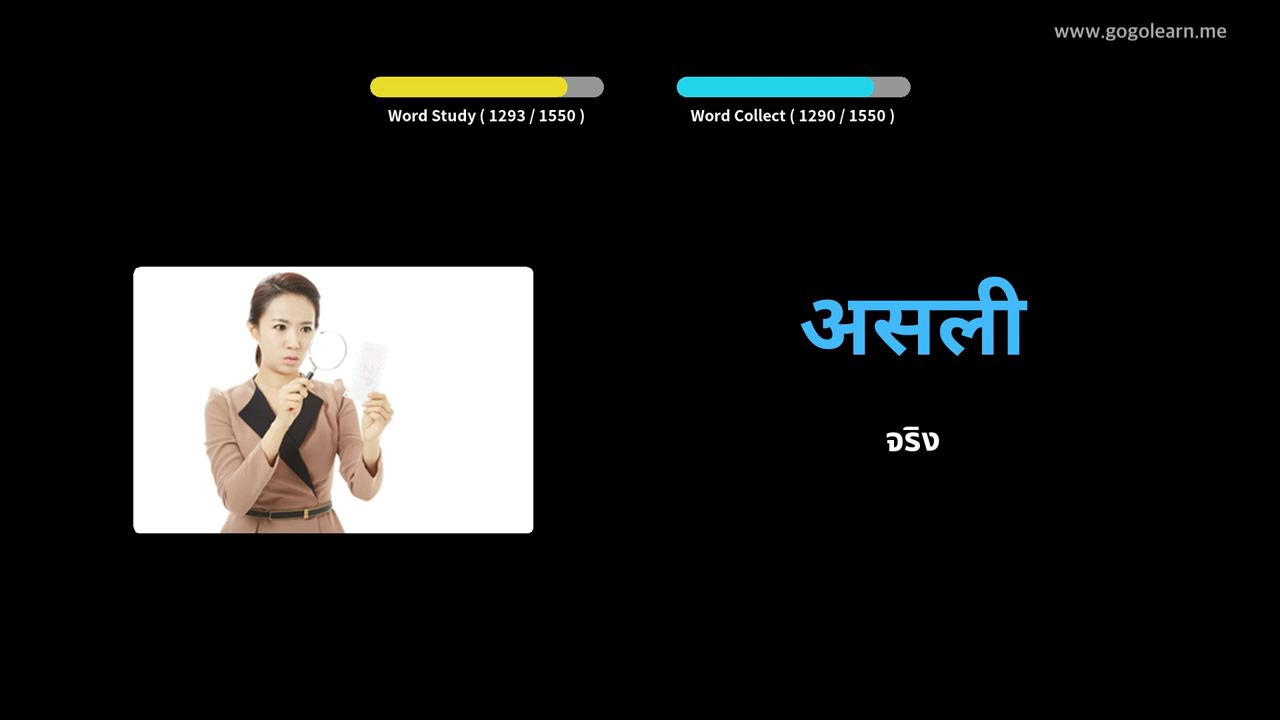 www.gogolearn.me
Word Study ( 1293 / 1550 )
Word Collect ( 1290 / 1550 )
असली
จริง